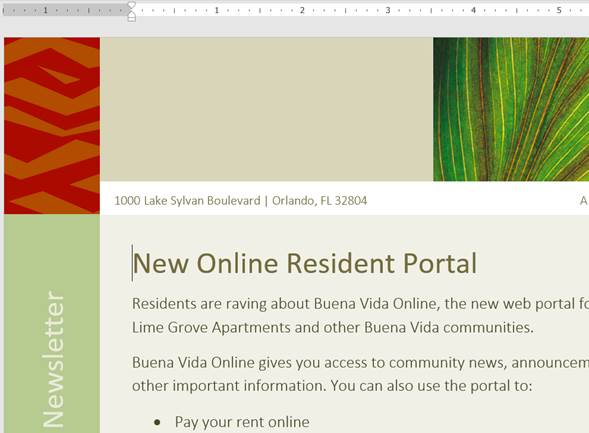 1 1 2 3 4 5
1000 Lake Sylvan Boulevard | Orlando, FL 32804 A
New Online Resident Portal
Residents are raving about Buena Vida Online, the new web portal fo
Lime Grove Apartments and other Buena Vida communities.
Buena Vida Online gives you access to community news, announcem
other important information. You can also use the portal to:
• Pay your rent online
Newsletter